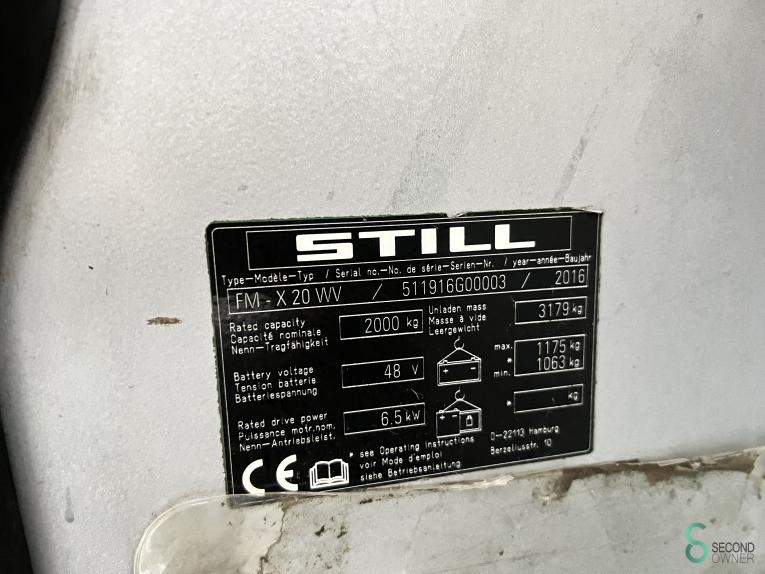 STILL
Type-Modèle-Typ / Serial no.-No. de série-Serien-Nr. / year-année-Baujahr
FM - X 20 WV / 511916G00003 / 2016
Rated capacity
Capacité nominale
Nenn-Tragfähigkeit
2000 kg
Unladen mass
Masse à vide
Leergewicht
3179 kg
Battery voltage
Tension batterie
Batteriespannung
48 V
max. 1175 kg
*
min. 1063 kg
Rated drive power
Puissance motr.nom.
Nenn-Antriebsleist.
6.5 kW
* kg
CE
* see Operating instructions
voir Mode d'emploi
siehe Betriebsanleitung
D-22113 Hamburg
Berzeliusstr. 10
SECOND
OWNER